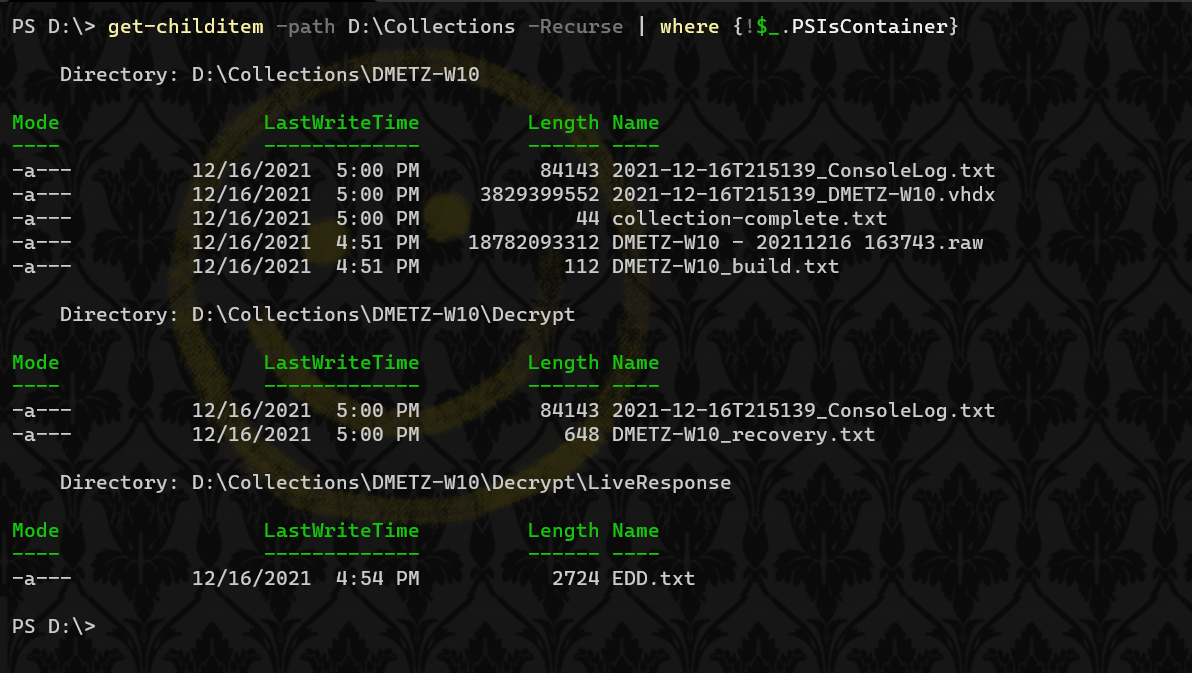 PS D:\> get-childitem -path D:\Collections -Recurse | where {!$_.PSIsContainer}
Directory: D:\Collections\DMETZ-W10
Mode LastWriteTime Length Name
---- ------------- ------ ----
-a--- 12/16/2021 5:00 PM 84143 2021-12-16T215139_ConsoleLog.txt
-a--- 12/16/2021 5:00 PM 3829399552 2021-12-16T215139_DMETZ-W10.vhdx
-a--- 12/16/2021 5:00 PM 44 collection-complete.txt
-a--- 12/16/2021 4:51 PM 18782093312 DMETZ-W10 - 20211216 163743.raw
-a--- 12/16/2021 4:51 PM 112 DMETZ-W10_build.txt
Directory: D:\Collections\DMETZ-W10\Decrypt
Mode LastWriteTime Length Name
---- ------------- ------ ----
-a--- 12/16/2021 5:00 PM 84143 2021-12-16T215139_ConsoleLog.txt
-a--- 12/16/2021 5:00 PM 648 DMETZ-W10_recovery.txt
Directory: D:\Collections\DMETZ-W10\Decrypt\LiveResponse
Mode LastWriteTime Length Name
---- ------------- ------ ----
-a--- 12/16/2021 4:54 PM 2724 EDD.txt
PS D:\>